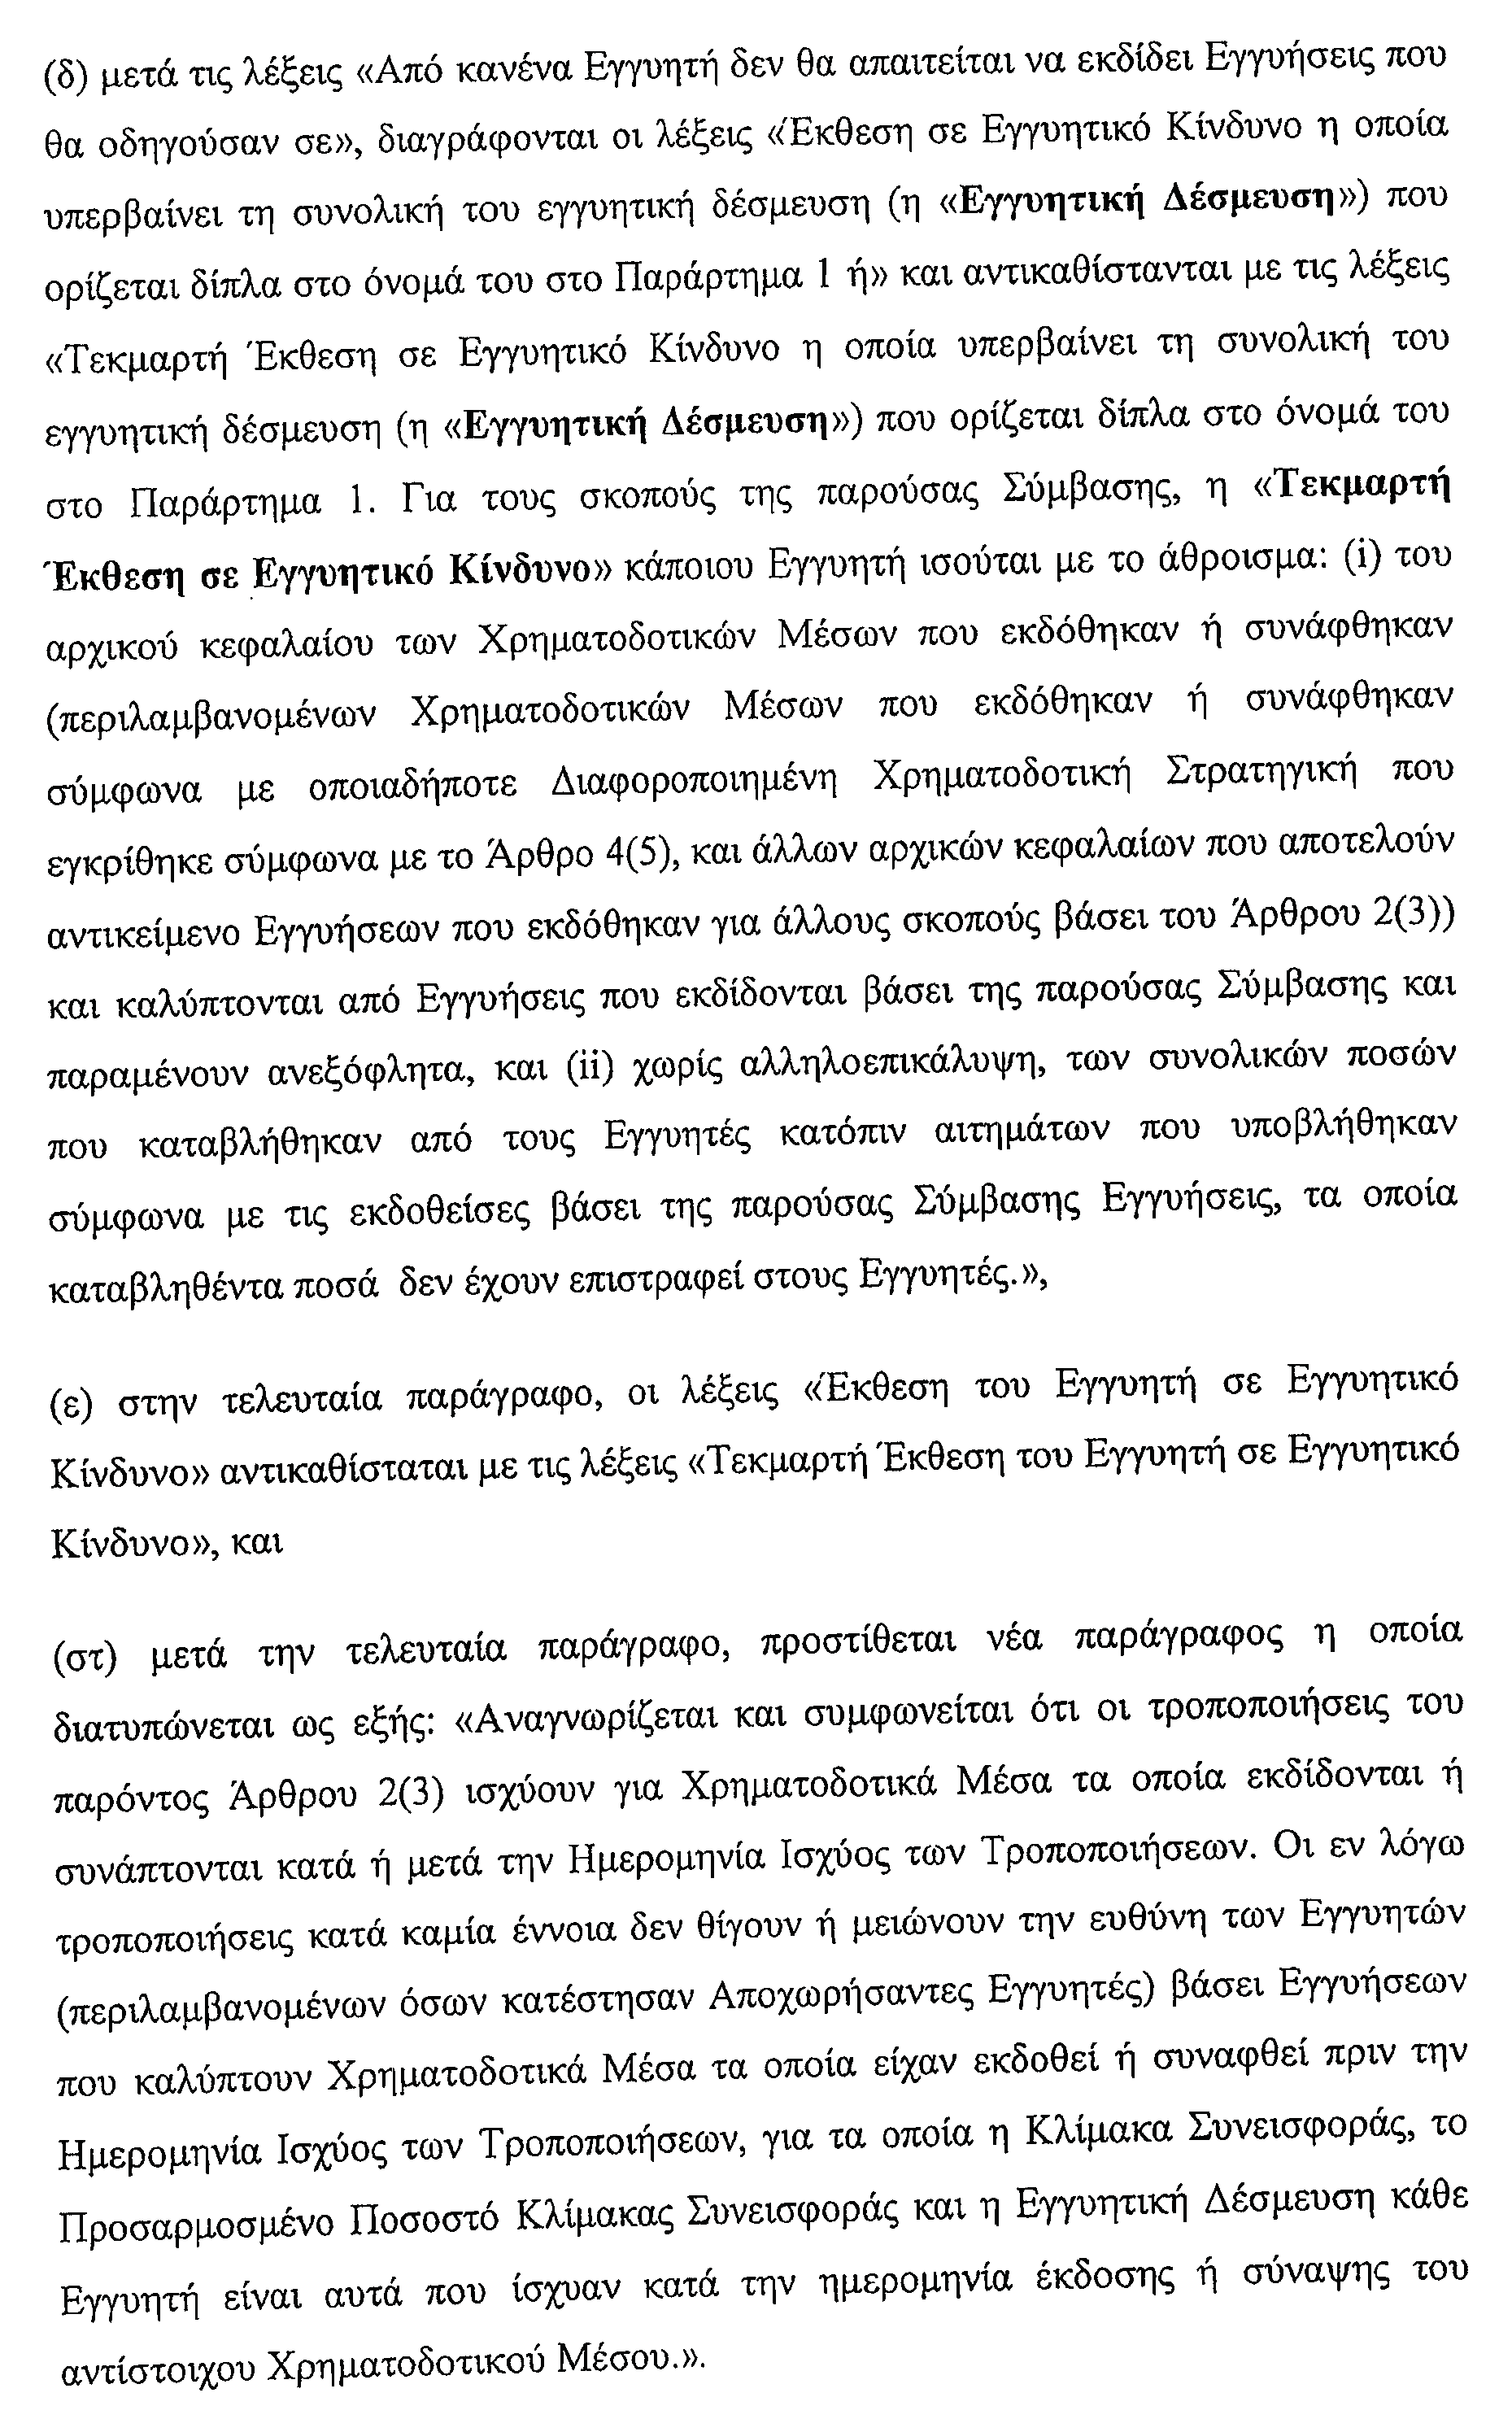 (δ) μετά τις λέξεις «Από κανένα Εγγυητή δεν θα απαιτείται να εκδίδει Εγγυήσεις που
θα οδηγούσαν σε», διαγράφονται οι λέξεις «Έκθεση σε Εγγυητικό Κίνδυνο η οποία
υπερβαίνει τη συνολική του εγγυητική δέσμευση (η «Εγγυητική Δέσμευση») που
ορίζεται δίπλα στο όνομά του στο Παράρτημα 1 ή» και αντικαθίστανται με τις λέξεις
«Τεκμαρτή Έκθεση σε Εγγυητικό Κίνδυνο η οποία υπερβαίνει τη συνολική του
εγγυητική δέσμευση (η «Εγγυητική Δέσμευση») που ορίζεται δίπλα στο όνομά του
στο Παράρτημα 1. Για τους σκοπούς της παρούσας Σύμβασης, η «Τεκμαρτή
Έκθεση σε Εγγυητικό Κίνδυνο» κάποιου Εγγυητή ισούται με το άθροισμα: (i) του
αρχικού κεφαλαίου των Χρηματοδοτικών Μέσων που εκδόθηκαν ή συνάφθηκαν
(περιλαμβανομένων Χρηματοδοτικών Μέσων που εκδόθηκαν ή συνάφθηκαν
σύμφωνα με οποιαδήποτε Διαφοροποιημένη Χρηματοδοτική Στρατηγική που
εγκρίθηκε σύμφωνα με το Άρθρο 4(5), και άλλων αρχικών κεφαλαίων που αποτελούν
αντικείμενο Εγγυήσεων που εκδόθηκαν για άλλους σκοπούς βάσει του Άρθρου 2(3))
και καλύπτονται από Εγγυήσεις που εκδίδονται βάσει της παρούσας Σύμβασης και
παραμένουν ανεξόφλητα, και (ii) χωρίς αλληλοεπικάλυψη, των συνολικών ποσών
που καταβλήθηκαν από τους Εγγυητές κατόπιν αιτημάτων που υποβλήθηκαν
σύμφωνα με τις εκδοθείσες βάσει της παρούσας Σύμβασης Εγγυήσεις, τα οποία
καταβληθέντα ποσά δεν έχουν επιστραφεί στους Εγγυητές.»,
(ε) στην τελευταία παράγραφο, οι λέξεις «Έκθεση του Εγγυητή σε Εγγυητικό
Κίνδυνο» αντικαθίσταται με τις λέξεις «Τεκμαρτή Έκθεση του Εγγυητή σε Εγγυητικό
Κίνδυνο», και
(στ) μετά την τελευταία παράγραφο, προστίθεται νέα παράγραφος η οποία
διατυπώνεται ως εξής: «Αναγνωρίζεται και συμφωνείται ότι οι τροποποιήσεις του
παρόντος Άρθρου 2(3) ισχύουν για Χρηματοδοτικά Μέσα τα οποία εκδίδονται ή
συνάπτονται κατά ή μετά την Ημερομηνία Ισχύος των Τροποποιήσεων. Οι εν λόγω
τροποποιήσεις κατά καμία έννοια δεν θίγουν ή μειώνουν την ευθύνη των Εγγυητών
(περιλαμβανομένων όσων κατέστησαν Αποχωρήσαντες Εγγυητές) βάσει Εγγυήσεων
που καλύπτουν Χρηματοδοτικά Μέσα τα οποία είχαν εκδοθεί ή συναφθεί πριν την
Ημερομηνία Ισχύος των Τροποποιήσεων, για τα οποία η Κλίμακα Συνεισφοράς, το
Προσαρμοσμένο Ποσοστό Κλίμακας Συνεισφοράς και η Εγγυητική Δέσμευση κάθε
Εγγυητή είναι αυτά που ίσχυαν κατά την ημερομηνία έκδοσης ή σύναψης του
αντίστοιχου Χρηματοδοτικού Μέσου.».